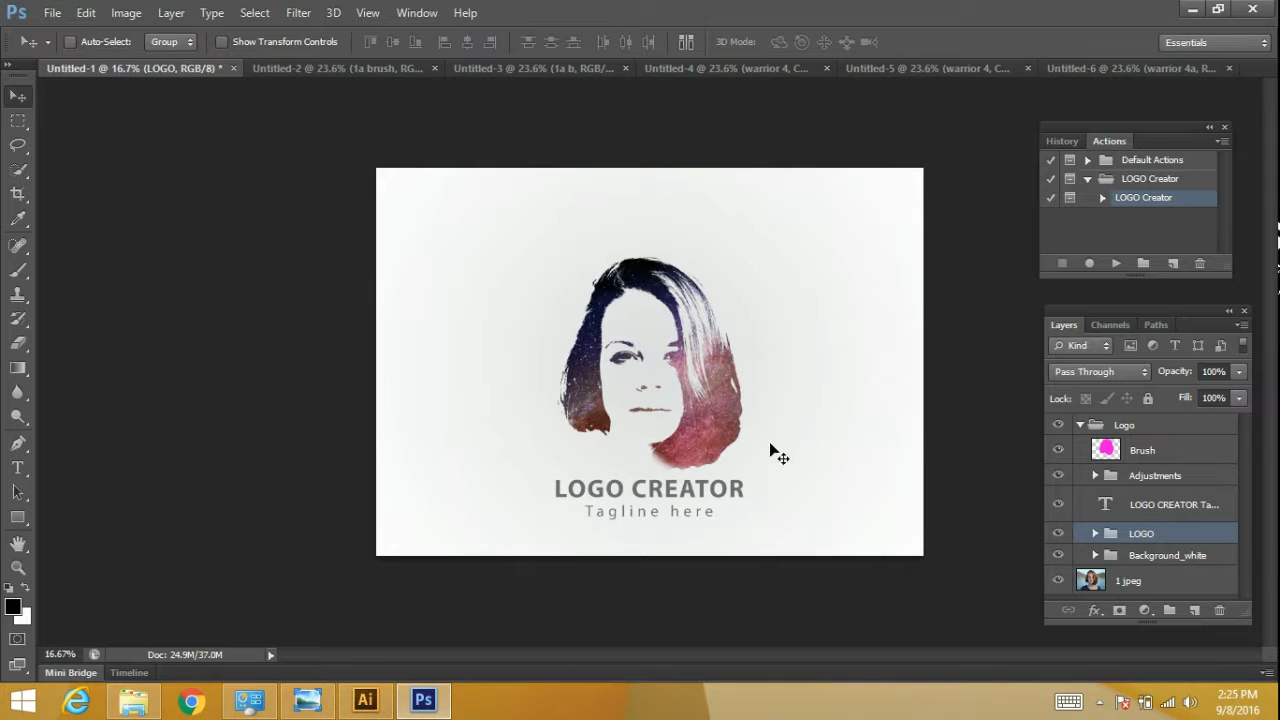 Ps File Edit Image Layer Type Select Filter 3D View Window Help
Auto-Select: Group Show Transform Controls 3D Mode: Essentials
Untitled-1 @ 16.7% (LOGO, RGB/8) * × Untitled-2 @ 23.6% (1a brush, RG... × Untitled-3 @ 23.6% (1a b, RGB/... × Untitled-4 @ 23.6% (warrior 4, C... × Untitled-5 @ 23.6% (warrior 4, C... × Untitled-6 @ 23.6% (warrior 4a, R... ×
History Actions
Default Actions
LOGO Creator
LOGO Creator
Layers Channels Paths
Kind
Pass Through Opacity: 100%
Lock: Fill: 100%
Logo
Brush
Adjustments
T LOGO CREATOR Ta...
LOGO
Background_white
1 jpeg
LOGO CREATOR
Tagline here
16.67% Doc: 24.9M/37.0M
Mini Bridge Timeline
Ai Ps
2:25 PM
9/8/2016